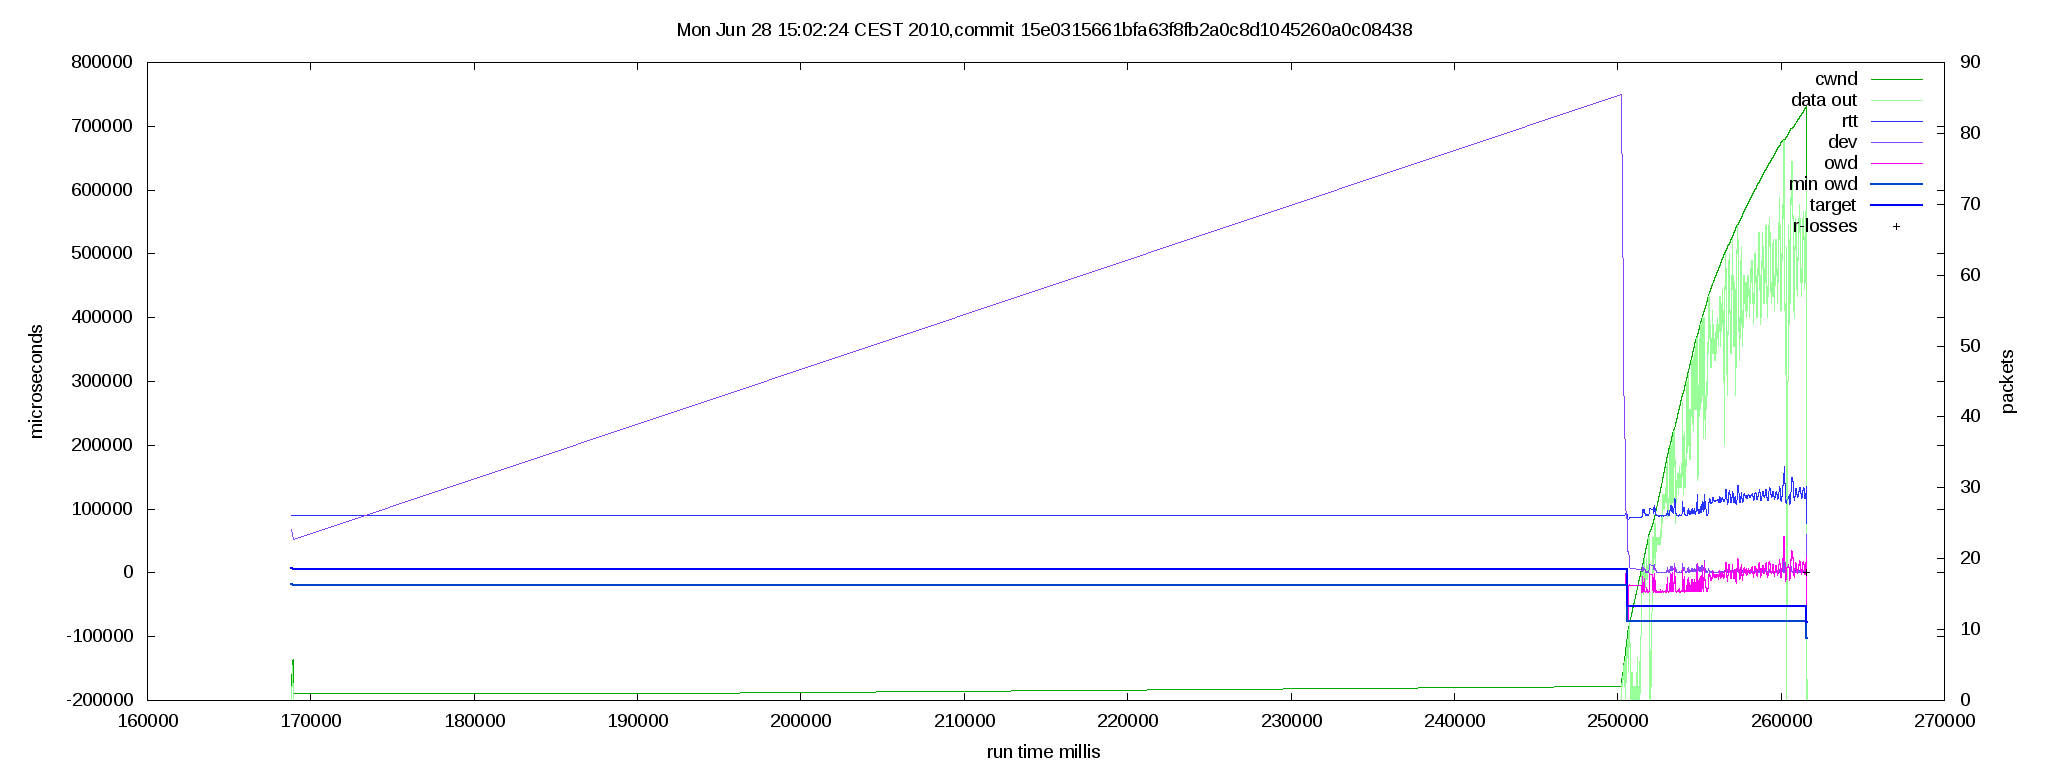 Mon Jun 28 15:02:24 CEST 2010,commit 15e0315661bfa63f8fb2a0c8d1045260a0c08438
800000
700000
600000
500000
400000
300000
200000
100000
0
-100000
-200000
microseconds
90
80
70
60
50
40
30
20
10
0
packets
cwnd
data out
rtt
dev
owd
min owd
target
r-losses
160000 170000 180000 190000 200000 210000 220000 230000 240000 250000 260000 270000
run time millis